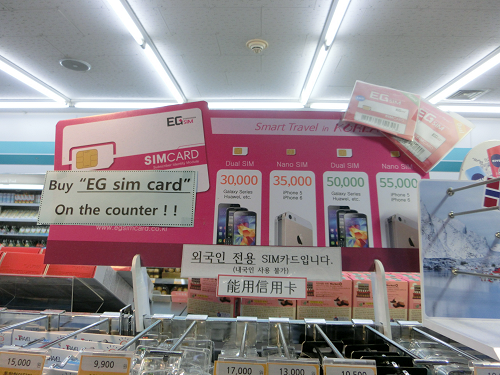 EG SIM
SIMCARD
Smart Travel in KOREA
Dual SIM
Nano SIM
30,000
35,000
50,000
55,000
Galaxy Series
Huawei, etc.
iPhone 5
iPhone 6
Galaxy Series
Huawei, etc.
iPhone 5
iPhone 6
Buy "EG sim card"
On the counter ! !
www.egsimcard.co.kr
외국인 전용 SIM카드입니다.
(내국인 사용 불가)
能用信用卡
EG SIM
15,000
9,900
17,000
13,000
10,500